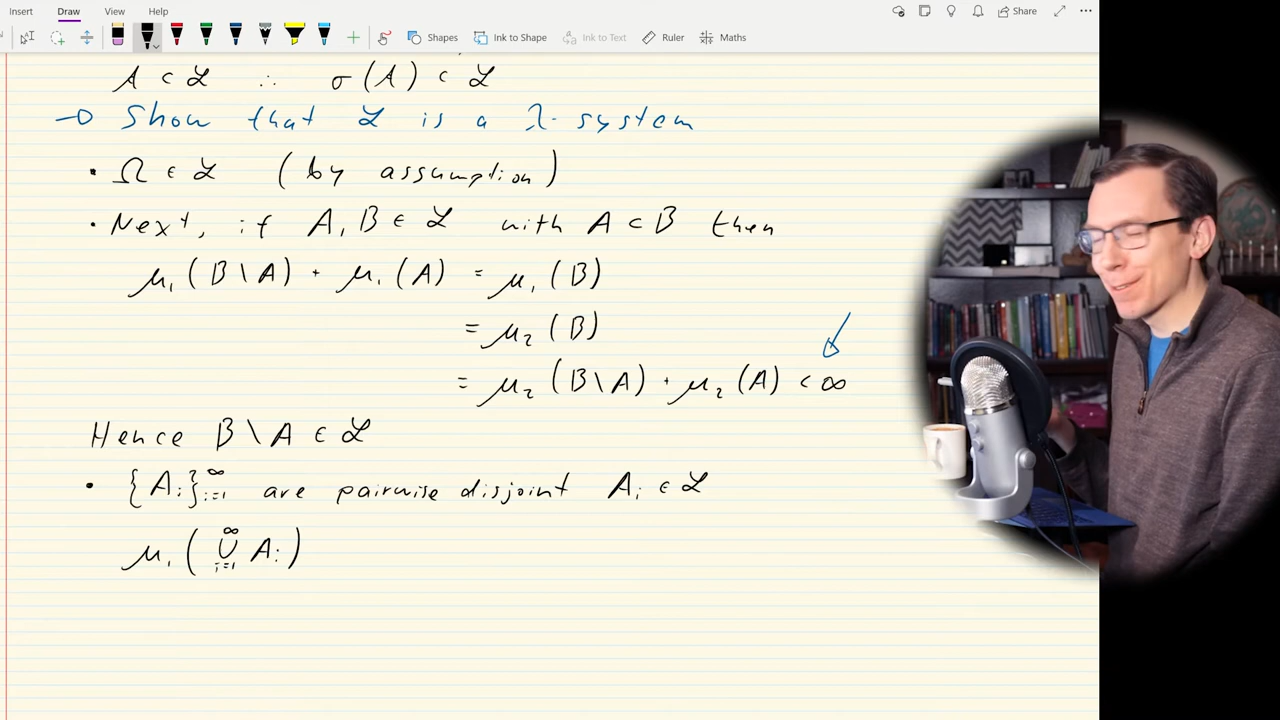 Insert Draw View Help Share
Shapes Ink to Shape Ink to Text Ruler Maths
A ⊂ ℒ ∴ σ(A) ⊂ ℒ
→ Show that ℒ is a λ-system
• Ω ∈ ℒ (by assumption)
• Next, if A, B ∈ ℒ with A ⊂ B then
μ₁(B \ A) + μ₁(A) = μ₁(B)
= μ₂(B)
= μ₂(B \ A) + μ₂(A) < ∞
Hence B \ A ∈ ℒ
• {Aᵢ}ᵢ₌₁^∞ are pairwise disjoint Aᵢ ∈ ℒ
μ₁(⋃ᵢ₌₁^∞ Aᵢ)